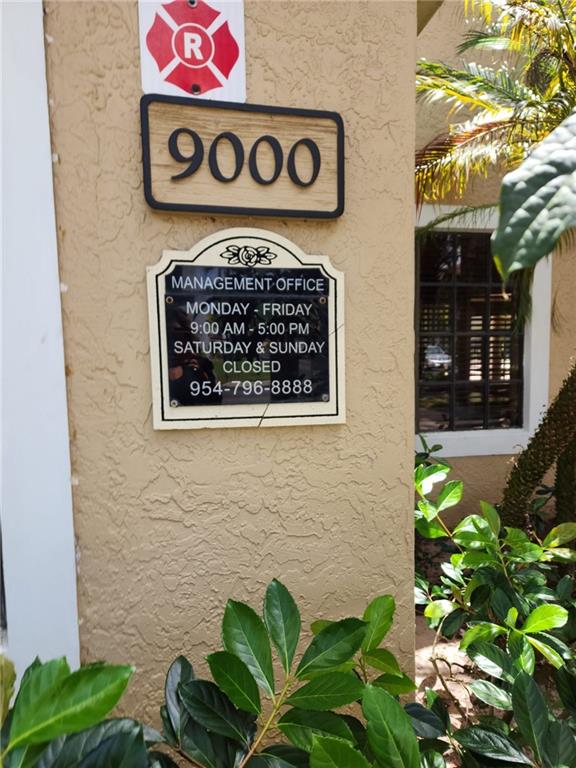 R
9000
MANAGEMENT OFFICE
MONDAY - FRIDAY
9:00 AM - 5:00 PM
SATURDAY & SUNDAY
CLOSED
954-796-8888